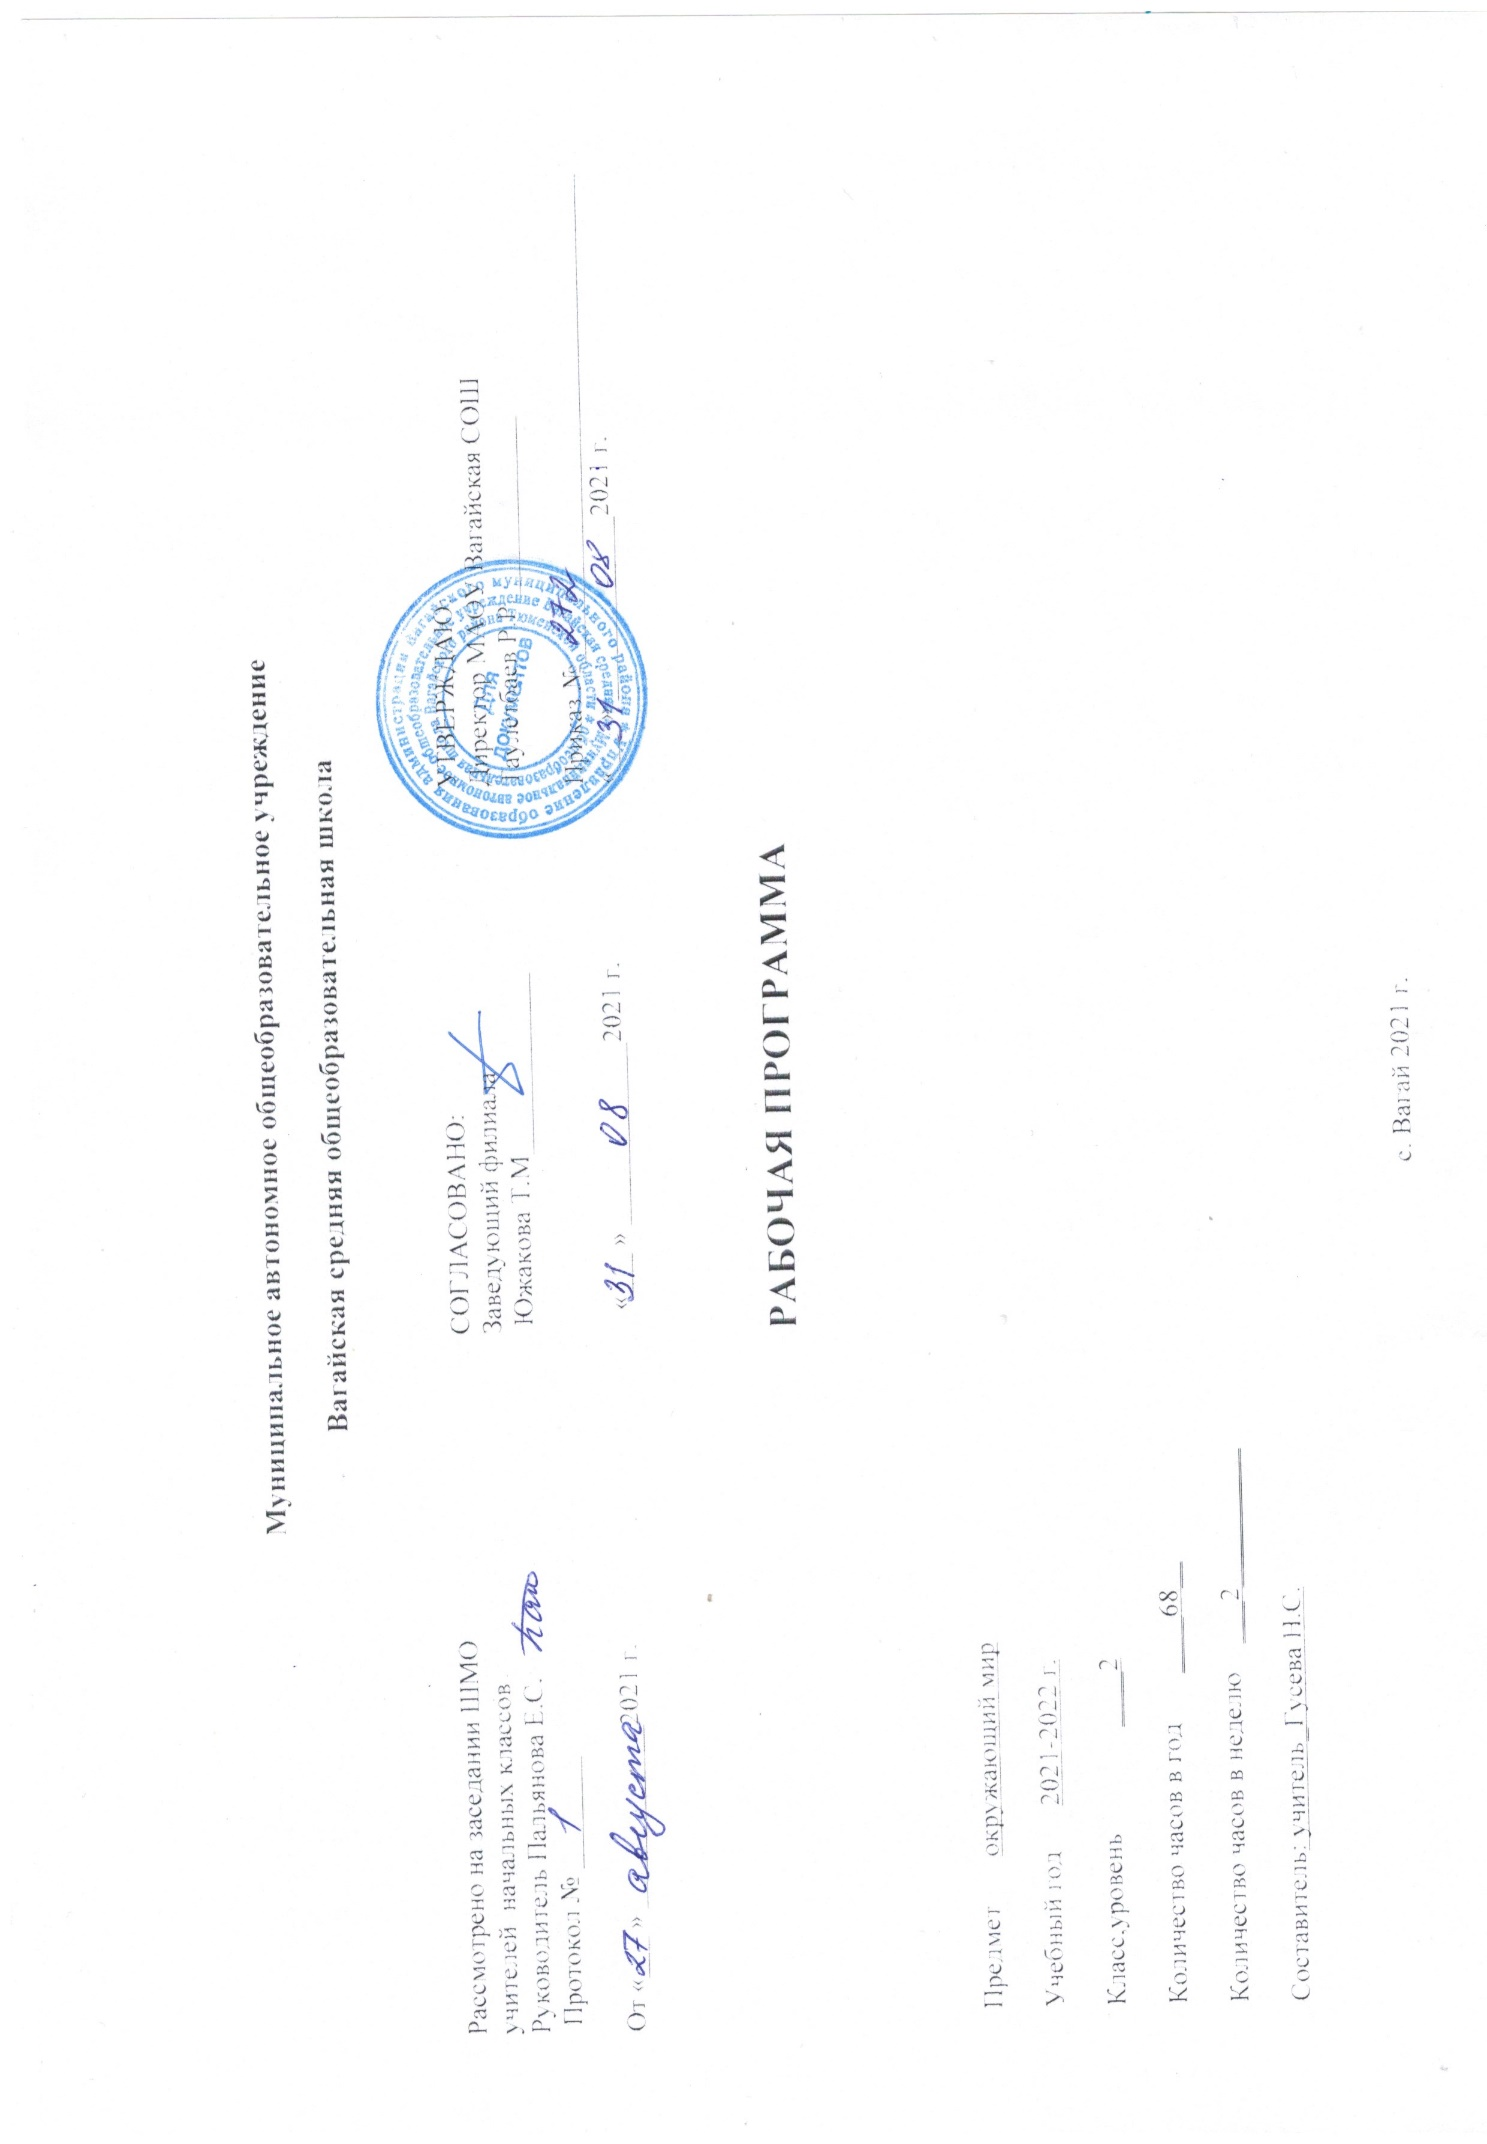 Муниципальное автономное общеобразовательное учреждение
Вагайская средняя общеобразовательная школа
Рассмотрено на заседании ШМО
учителей начальных классов
Руководитель Пальянова Е.С.
Протокол № 1
От «27» августа 2021 г.
СОГЛАСОВАНО:
Заведующий филиала
Южакова Т.М
«31 » 08 2021 г.
УТВЕРЖДАЮ:
Директор МАОУ Вагайская СОШ
Р.Р.
Приказ №
31 08 2021 г.
ДЛЯ
ДОКУМЕНТОВ
РАБОЧАЯ ПРОГРАММА
Предмет окружающий мир
Учебный год 2021-2022 г.
Класс.уровень 2
Количество часов в год 68
Количество часов в неделю 2
Составитель: учитель Гусева Н.С.
с. Вагай 2021 г.